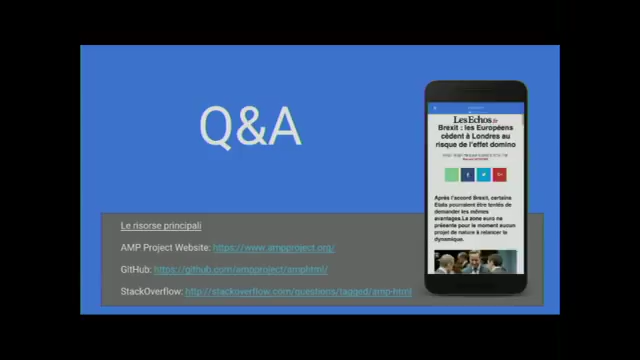 Q&A
Le risorse principali
AMP Project Website: https://www.ampproject.org/
GitHub: https://github.com/ampproject/amphtml/
StackOverflow: http://stackoverflow.com/questions/tagged/amp-html
LesEchos.fr
Brexit : les Européens
cèdent à Londres au
risque de l'effet domino
Après l'accord Brexit, certains
Etats pourraient être tentés de
demander les mêmes
avantages.La zone euro ne
présente pour le moment aucun
projet de nature à relancer la
dynamique.